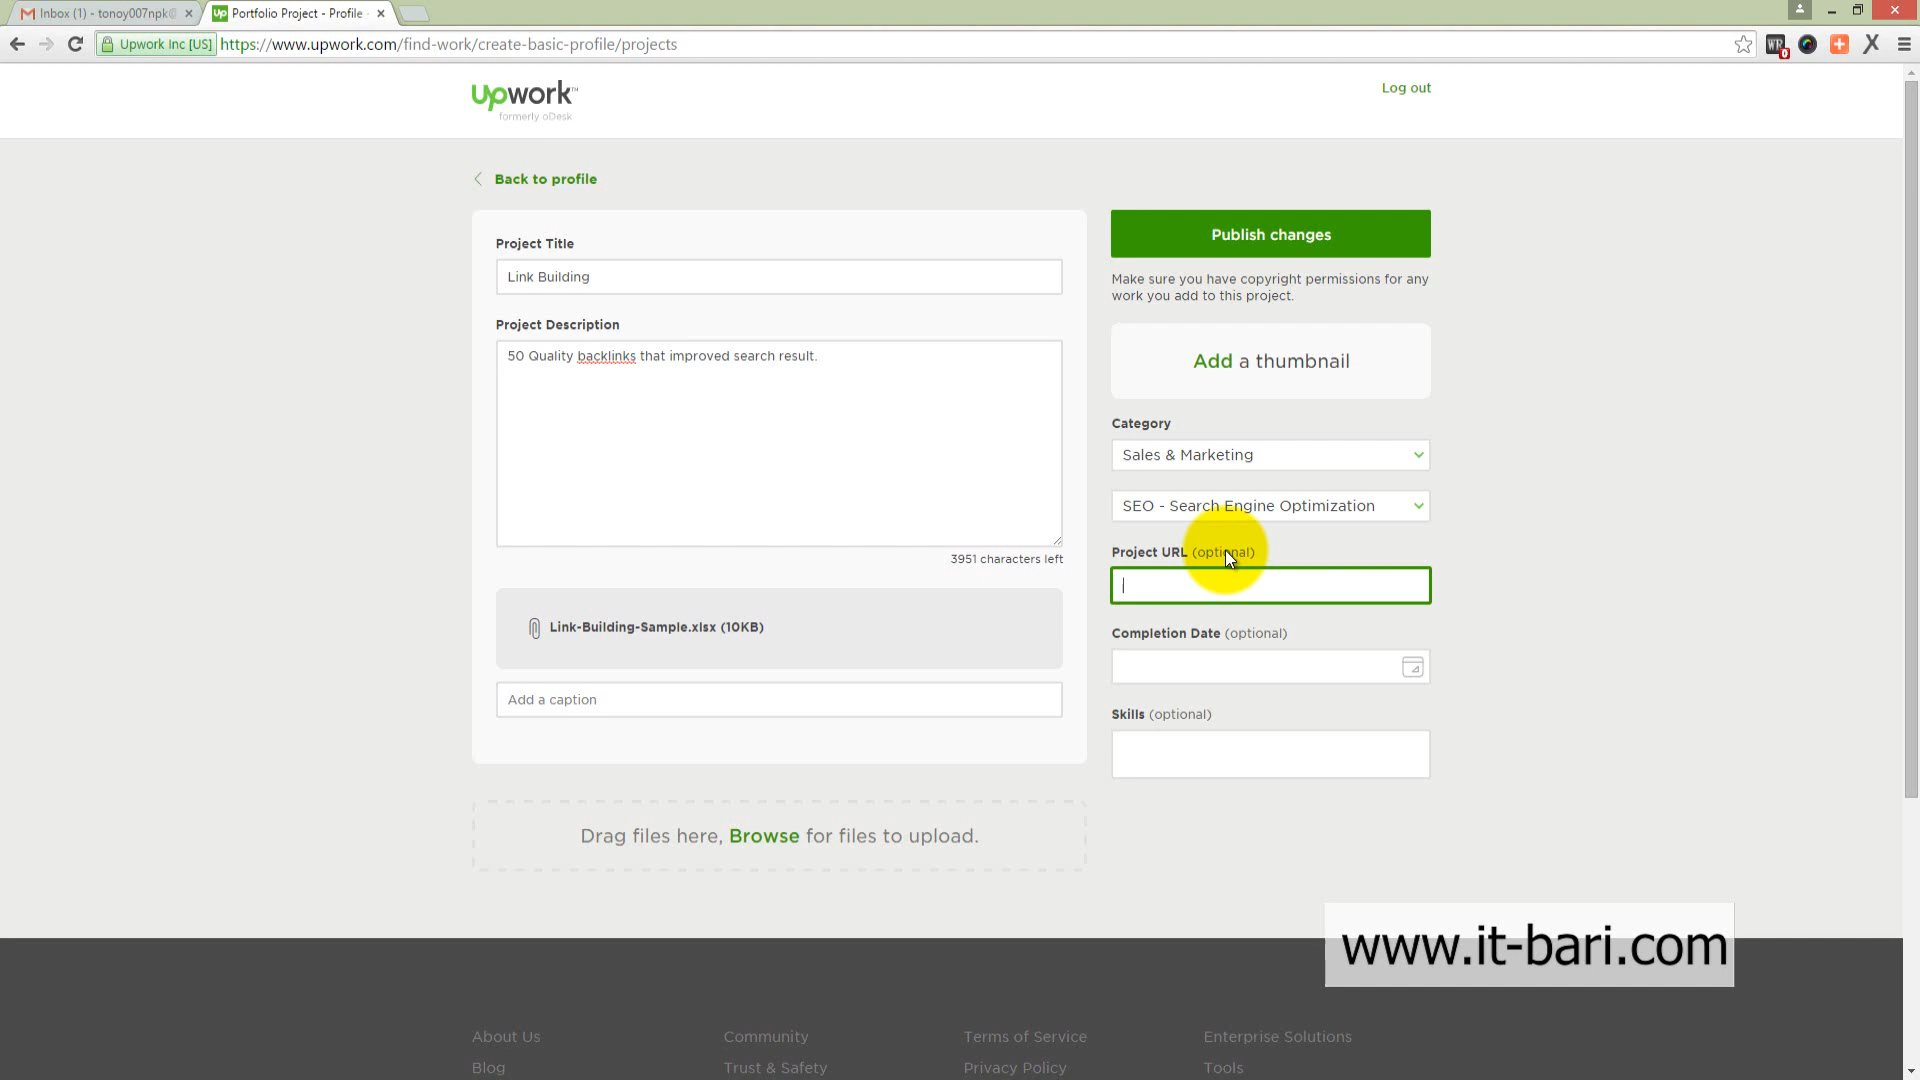 Inbox (1) - tonoy007npk@
Up Portfolio Project - Profile -
Upwork Inc [US] https://www.upwork.com/find-work/create-basic-profile/projects
WR 0
Upwork™
formerly oDesk
Log out
Back to profile
Project Title
Link Building
Project Description
50 Quality backlinks that improved search result.
3951 characters left
Link-Building-Sample.xlsx (10KB)
Add a caption
Drag files here, Browse for files to upload.
Publish changes
Make sure you have copyright permissions for any
work you add to this project.
Add a thumbnail
Category
Sales & Marketing
SEO - Search Engine Optimization
Project URL (optional)
Completion Date (optional)
Skills (optional)
www.it-bari.com
About Us
Community
Terms of Service
Enterprise Solutions
Blog
Trust & Safety
Privacy Policy
Tools